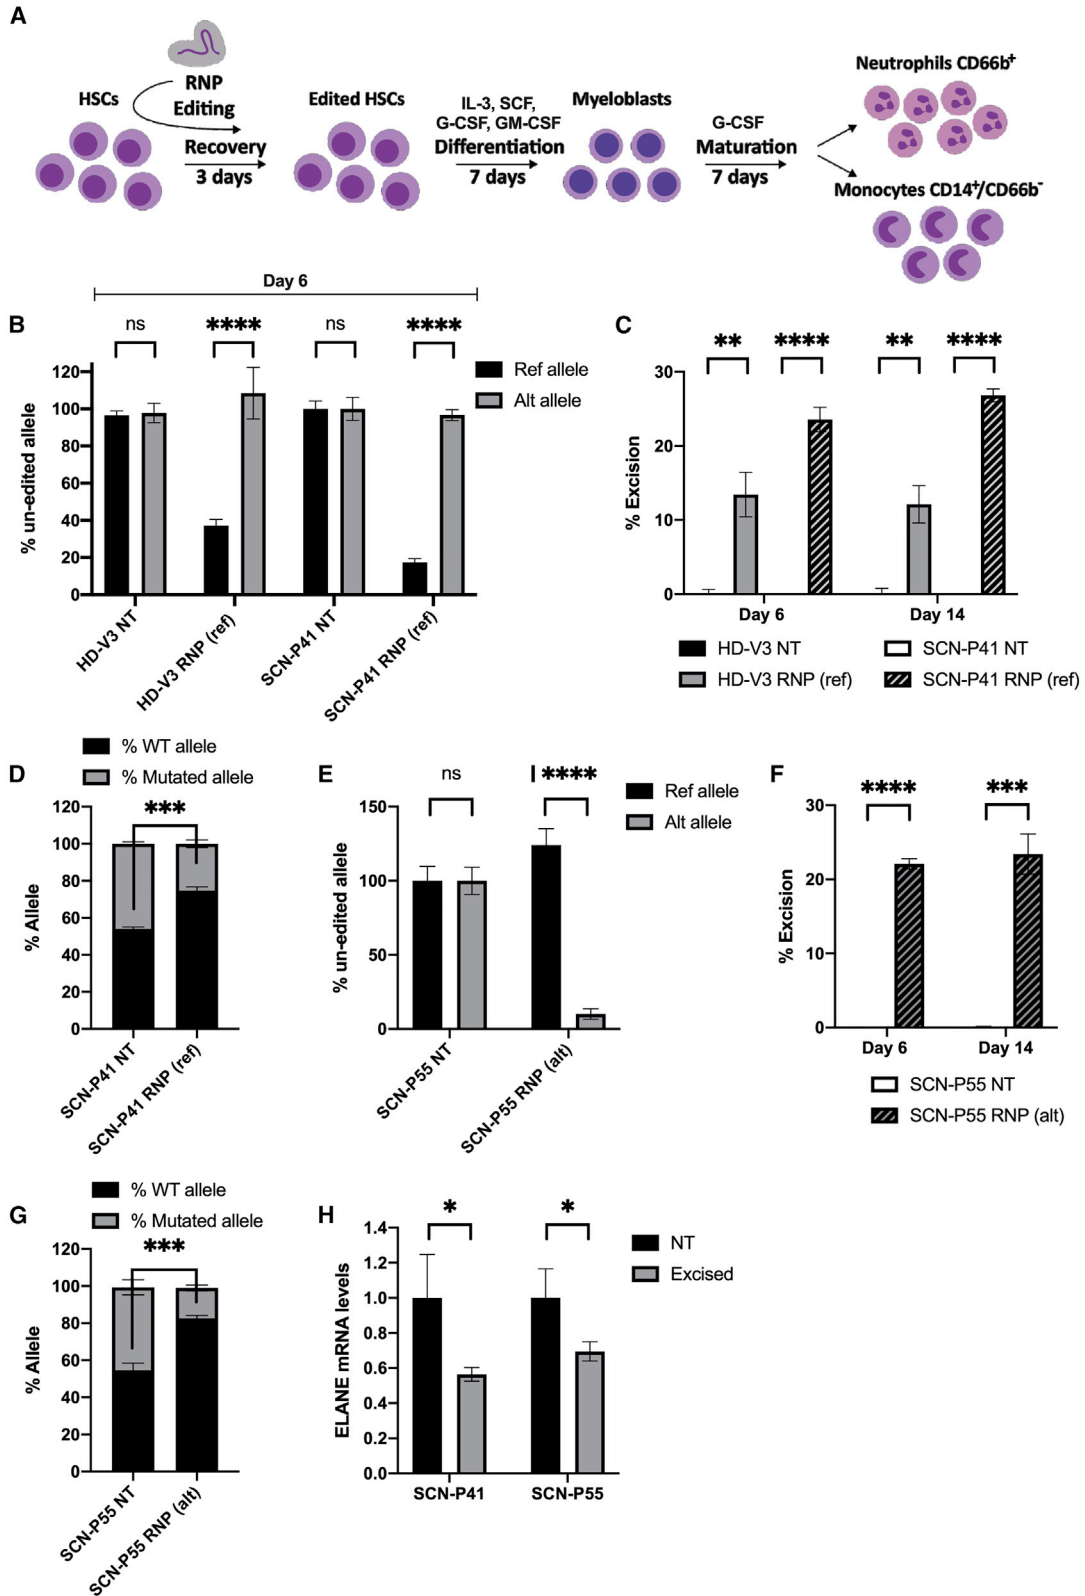 A
RNP
Editing
HSCs
Recovery
3 days
Edited HSCs
IL-3, SCF,
G-CSF, GM-CSF
Differentiation
7 days
Myeloblasts
G-CSF
Maturation
7 days
Neutrophils CD66b+
Monocytes CD14+/CD66b-
Day 6
B
ns
****
ns
****
Ref allele
Alt allele
% un-edited allele
120
100
80
60
40
20
0
HD-V3 NT
HD-V3 RNP (ref)
SCN-P41 NT
SCN-P41 RNP (ref)
C
**
****
**
****
% Excision
30
20
10
0
Day 6
Day 14
HD-V3 NT
SCN-P41 NT
HD-V3 RNP (ref)
SCN-P41 RNP (ref)
D
% WT allele
% Mutated allele
***
% Allele
120
100
80
60
40
20
0
SCN-P41 NT
SCN-P41 RNP (ref)
E
ns
****
Ref allele
Alt allele
% un-edited allele
150
100
50
0
SCN-P55 NT
SCN-P55 RNP (alt)
F
****
***
% Excision
30
20
10
0
Day 6
Day 14
SCN-P55 NT
SCN-P55 RNP (alt)
G
% WT allele
% Mutated allele
***
% Allele
120
100
80
60
40
20
0
SCN-P55 NT
SCN-P55 RNP (alt)
H
*
*
NT
Excised
ELANE mRNA levels
1.4
1.2
1.0
0.8
0.6
0.4
0.2
0.0
SCN-P41
SCN-P55